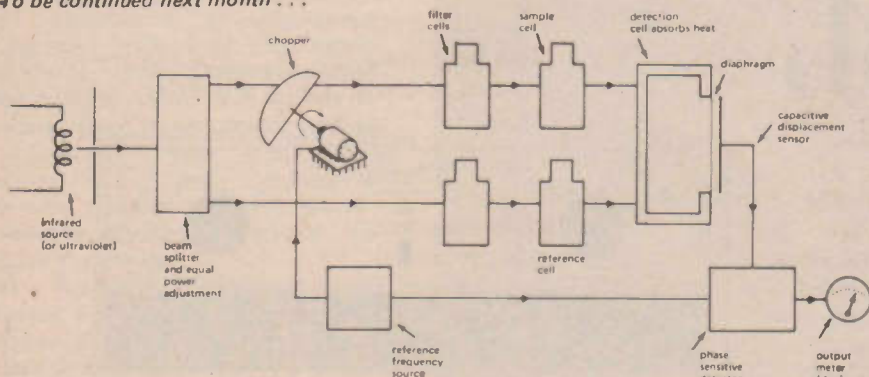 To be continued next month . . .
chopper
filter
cells
sample
cell
detection
cell absorbs heat
diaphragm
capacitive
displacement
sensor
Infrared
source
(or ultraviolet)
beam
splitter
and equal
power
adjustment
reference
cell
reference
frequency
source
phase
sensitive
output
meter